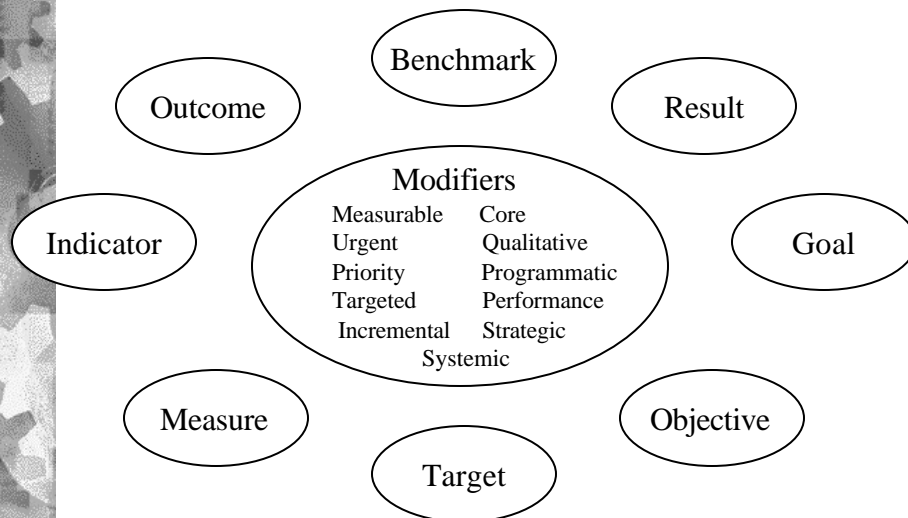 Benchmark
Outcome
Result
Modifiers
Measurable Core
Urgent Qualitative
Priority Programmatic
Targeted Performance
Incremental Strategic
Systemic
Indicator
Goal
Measure
Objective
Target